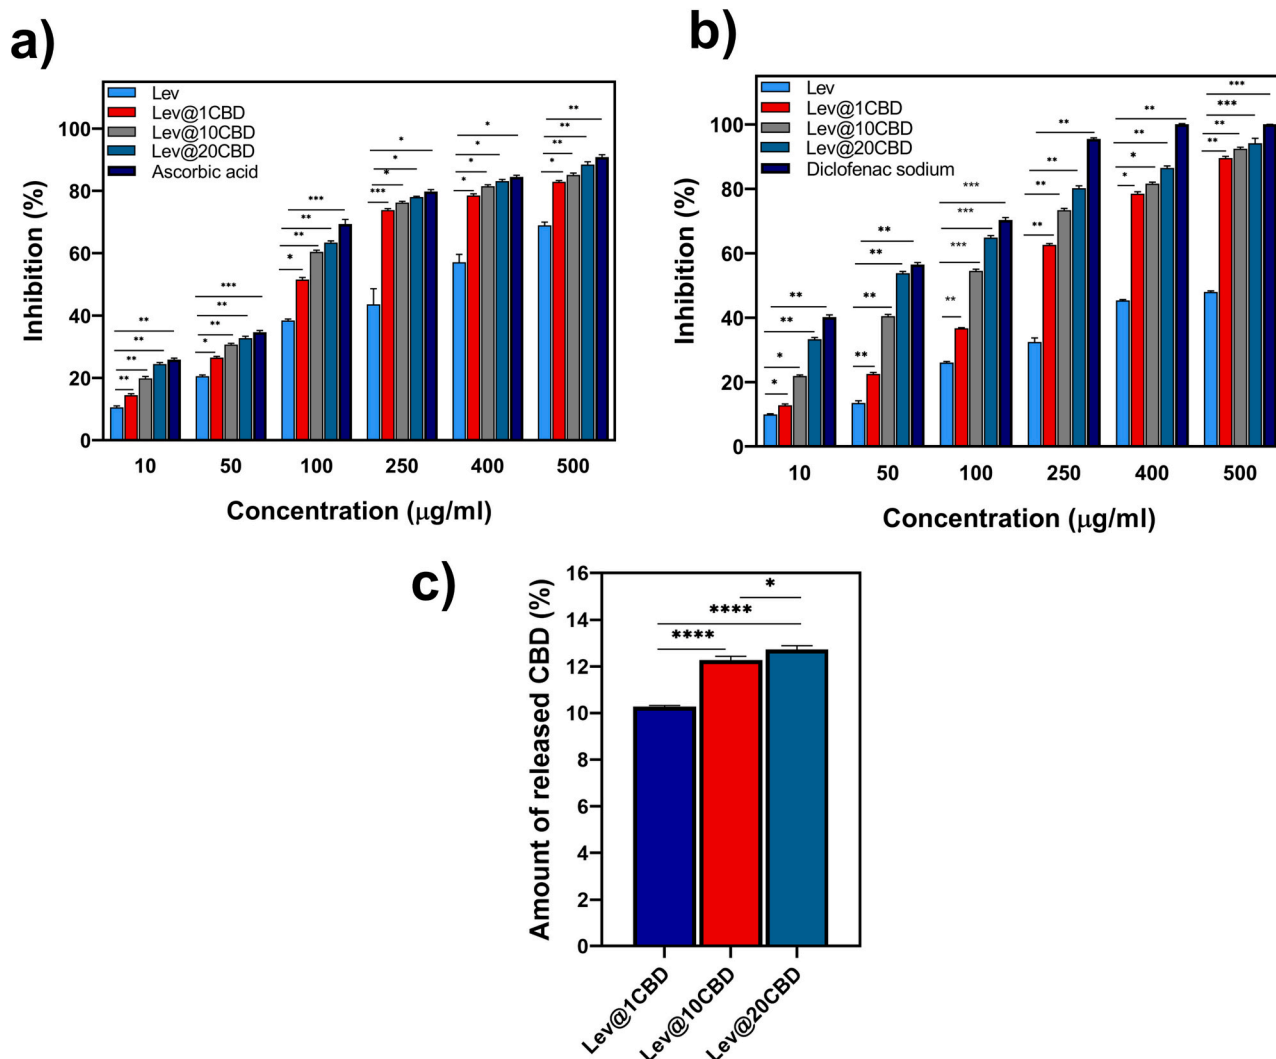 a)
Lev
Lev@1CBD
Lev@10CBD
Lev@20CBD
Ascorbic acid
Inhibition (%)
100
80
60
40
20
0
** ** ** **
* ** ** ***
* ** ** ***
*** * * *
* * * *
* ** ** **
10 50 100 250 400 500
Concentration (μg/ml)
b)
Lev
Lev@1CBD
Lev@10CBD
Lev@20CBD
Diclofenac sodium
Inhibition (%)
100
80
60
40
20
0
* * ** **
** ** ** **
** *** *** ***
** ** ** **
* * ** **
** ** *** ***
10 50 100 250 400 500
Concentration (μg/ml)
c)
Amount of released CBD (%)
16
14
12
10
8
6
4
2
0
*
****
****
Lev@1CBD
Lev@10CBD
Lev@20CBD